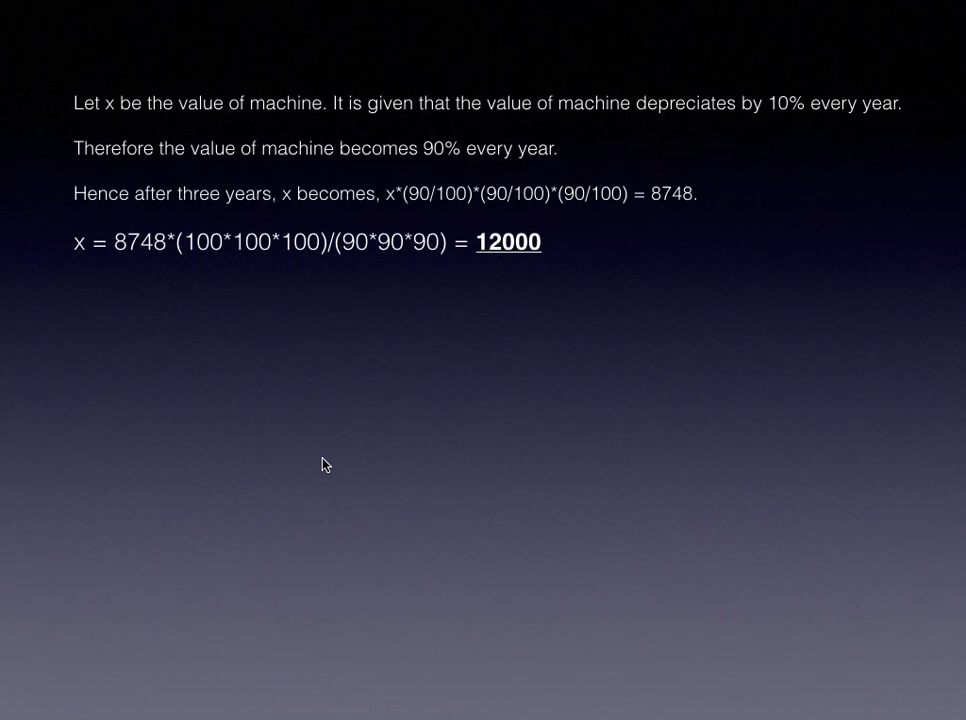 Let x be the value of machine. It is given that the value of machine depreciates by 10% every year.
Therefore the value of machine becomes 90% every year.
Hence after three years, x becomes, x*(90/100)*(90/100)*(90/100) = 8748.
x = 8748*(100*100*100)/(90*90*90) = 12000